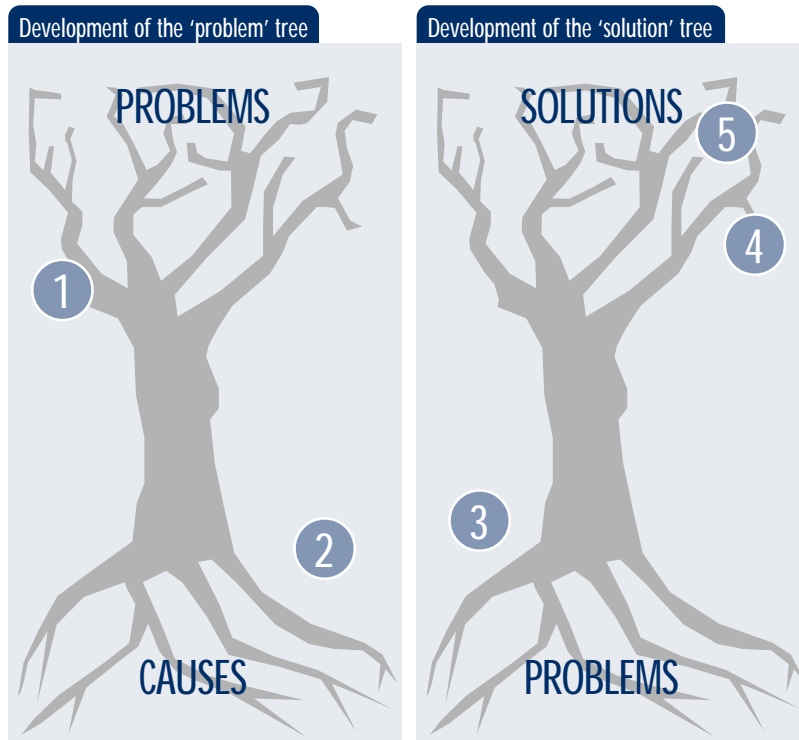 Development of the ‘problem’ tree
PROBLEMS
1
2
CAUSES
Development of the ‘solution’ tree
SOLUTIONS
5
4
3
PROBLEMS